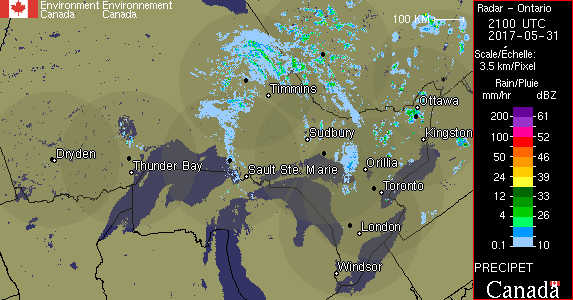 Environment Environnement
Canada Canada
100 KM
Timmins
Ottawa
Sudbury
Kingston
Dryden
Thunder Bay
Sault Ste. Marie
Orillia
Toronto
London
Windsor
Radar - Ontario
2100 UTC
2017-05-31
Scale/Échelle:
3.5 km/Pixel
Rain/Pluie
mm/hr dBZ
200 61
100 52
50 46
24 39
12 33
4 26
0.1 10
PRECIPET
Canada